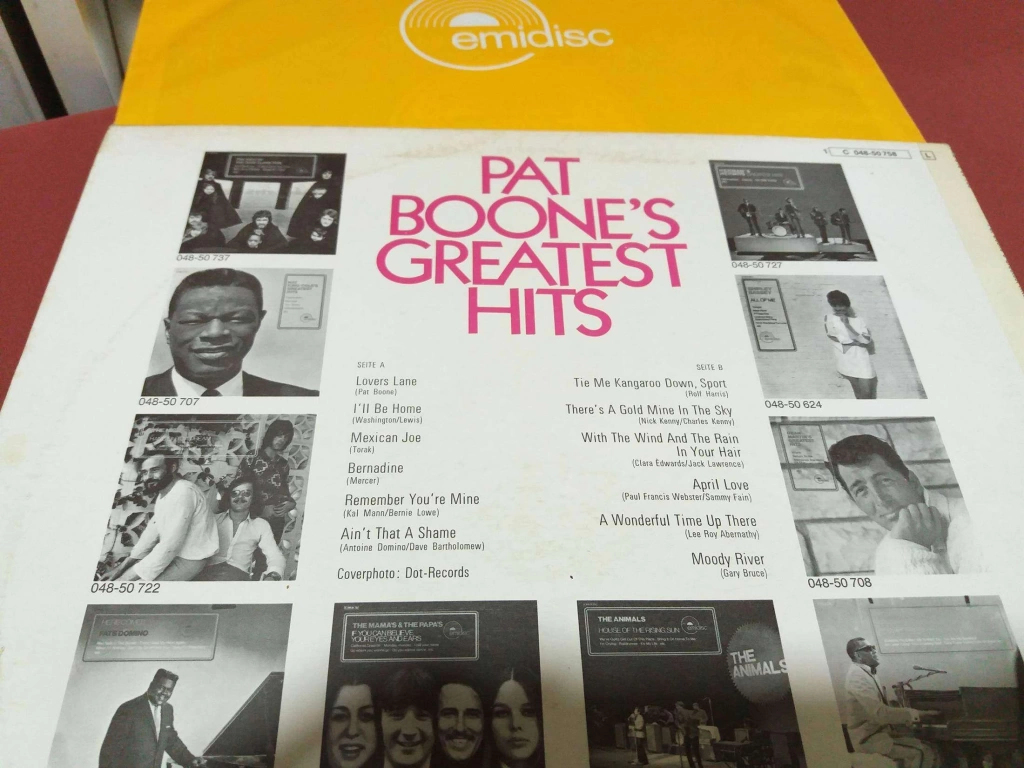 emidisc
1 C 048-50 758
L
PAT
BOONE'S
GREATEST
HITS
048-50 737
048-50 727
048-50 707
048-50 624
048-50 722
048-50 708
SEITE A
Lovers Lane
(Pat Boone)
I'll Be Home
(Washington/Lewis)
Mexican Joe
(Torak)
Bernadine
(Mercer)
Remember You're Mine
(Kal Mann/Bernie Lowe)
Ain't That A Shame
(Antoine Domino/Dave Bartholomew)
Coverphoto: Dot-Records
SEITE B
Tie Me Kangaroo Down, Sport
(Rolf Harris)
There's A Gold Mine In The Sky
(Nick Kenny/Charles Kenny)
With The Wind And The Rain
In Your Hair
(Clara Edwards/Jack Lawrence)
April Love
(Paul Francis Webster/Sammy Fain)
A Wonderful Time Up There
(Lee Roy Abernathy)
Moody River
(Gary Bruce)
HERE COMES
FATS DOMINO
THE MAMA'S & THE PAPA'S
IF YOU CAN BELIEVE
YOUR EYES AND EARS
THE ANIMALS
HOUSE OF THE RISING SUN
emidisc
THE
ANIMALS